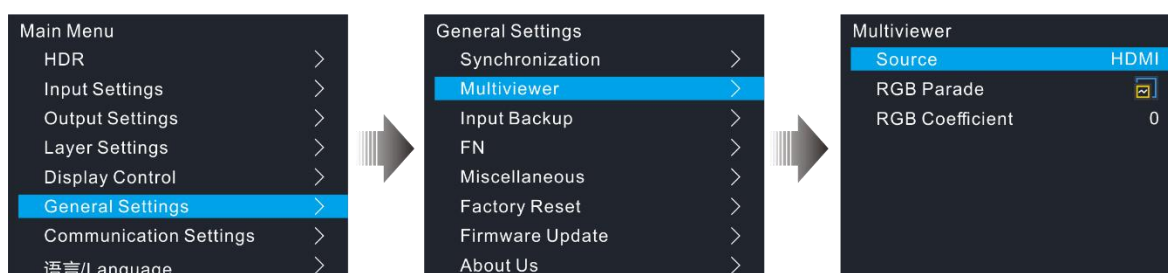 Main Menu
HDR
Input Settings
Output Settings
Layer Settings
Display Control
General Settings
Communication Settings
语言/Language
General Settings
Synchronization
Multiviewer
Input Backup
FN
Miscellaneous
Factory Reset
Firmware Update
About Us
Multiviewer
Source HDMI
RGB Parade
RGB Coefficient 0